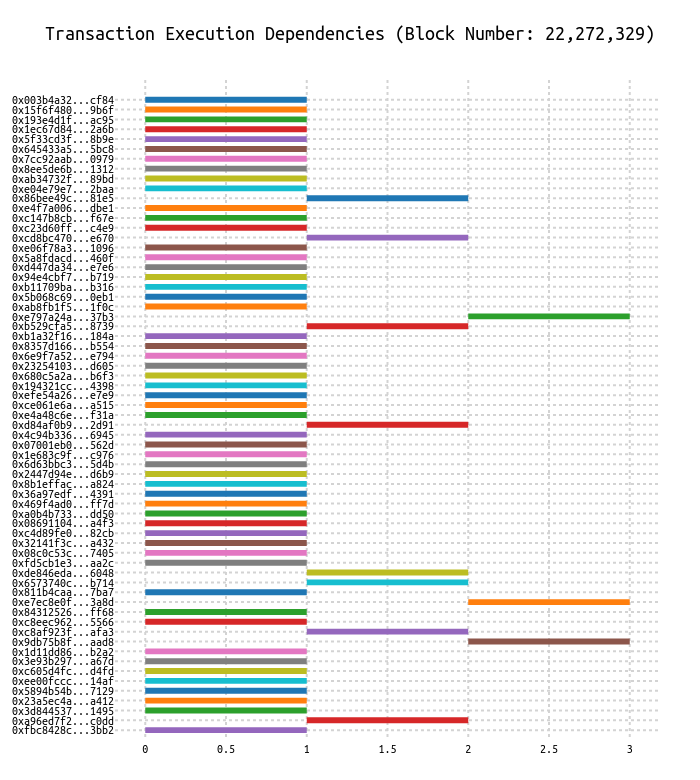 Transaction Execution Dependencies (Block Number: 22,272,329)
0x003b4a32...cf84
0x15f6f480...9b6f
0x193e4d1f...ac95
0x1ec67d84...2a6b
0x5f33cd3f...8b9e
0x645433a5...5bc8
0x7cc92aab...0979
0x8ee5de6b...1312
0xab34732f...89bd
0xe04e79e7...2baa
0x86bee49c...81e5
0xe4f7a006...dbe1
0xc147b8cb...f67e
0xc23d60ff...c4e9
0xcd8bc470...e670
0xe06f78a3...1096
0x5a8fdacd...460f
0xd447da34...e7e6
0x94e4cbf7...b719
0xb11709ba...b316
0x5b068c69...0eb1
0xab8fb1f5...1f0c
0xe797a24a...37b3
0xb529cfa5...8739
0xb1a32f16...184a
0x8357d166...b554
0x6e9f7a52...e794
0x23254103...d605
0x680c5a2a...b6f3
0x194321cc...4398
0xefe54a26...e7e9
0xce061e6a...a515
0xe4a48c6e...f31a
0xd84af0b9...2d91
0x4c94b336...6945
0x07001eb0...562d
0x1e683c9f...c976
0x6d63bbc3...5d4b
0x2447d94e...d6b9
0x8b1effac...a824
0x36a97edf...4391
0x469f4ad0...ff7d
0xa0b4b733...dd50
0x08691104...a4f3
0xc4d89fe0...82cb
0x32141f3c...a432
0x08c0c53c...7405
0xfd5cb1e3...aa2c
0xde846eda...6048
0x6573740c...b714
0x811b4caa...7ba7
0xe7ec8e0f...3a8d
0x84312526...ff68
0xc8eec962...5566
0xc8af923f...afa3
0x9db75b8f...aad8
0x1d11dd86...b2a2
0x3e93b297...a67d
0xc605d4fc...d4fd
0xee00fccc...14af
0x5894b54b...7129
0x23a5ec4a...a412
0x3d844537...1495
0xa96ed7f2...c0dd
0xfbc8428c...3bb2
0 0.5 1 1.5 2 2.5 3